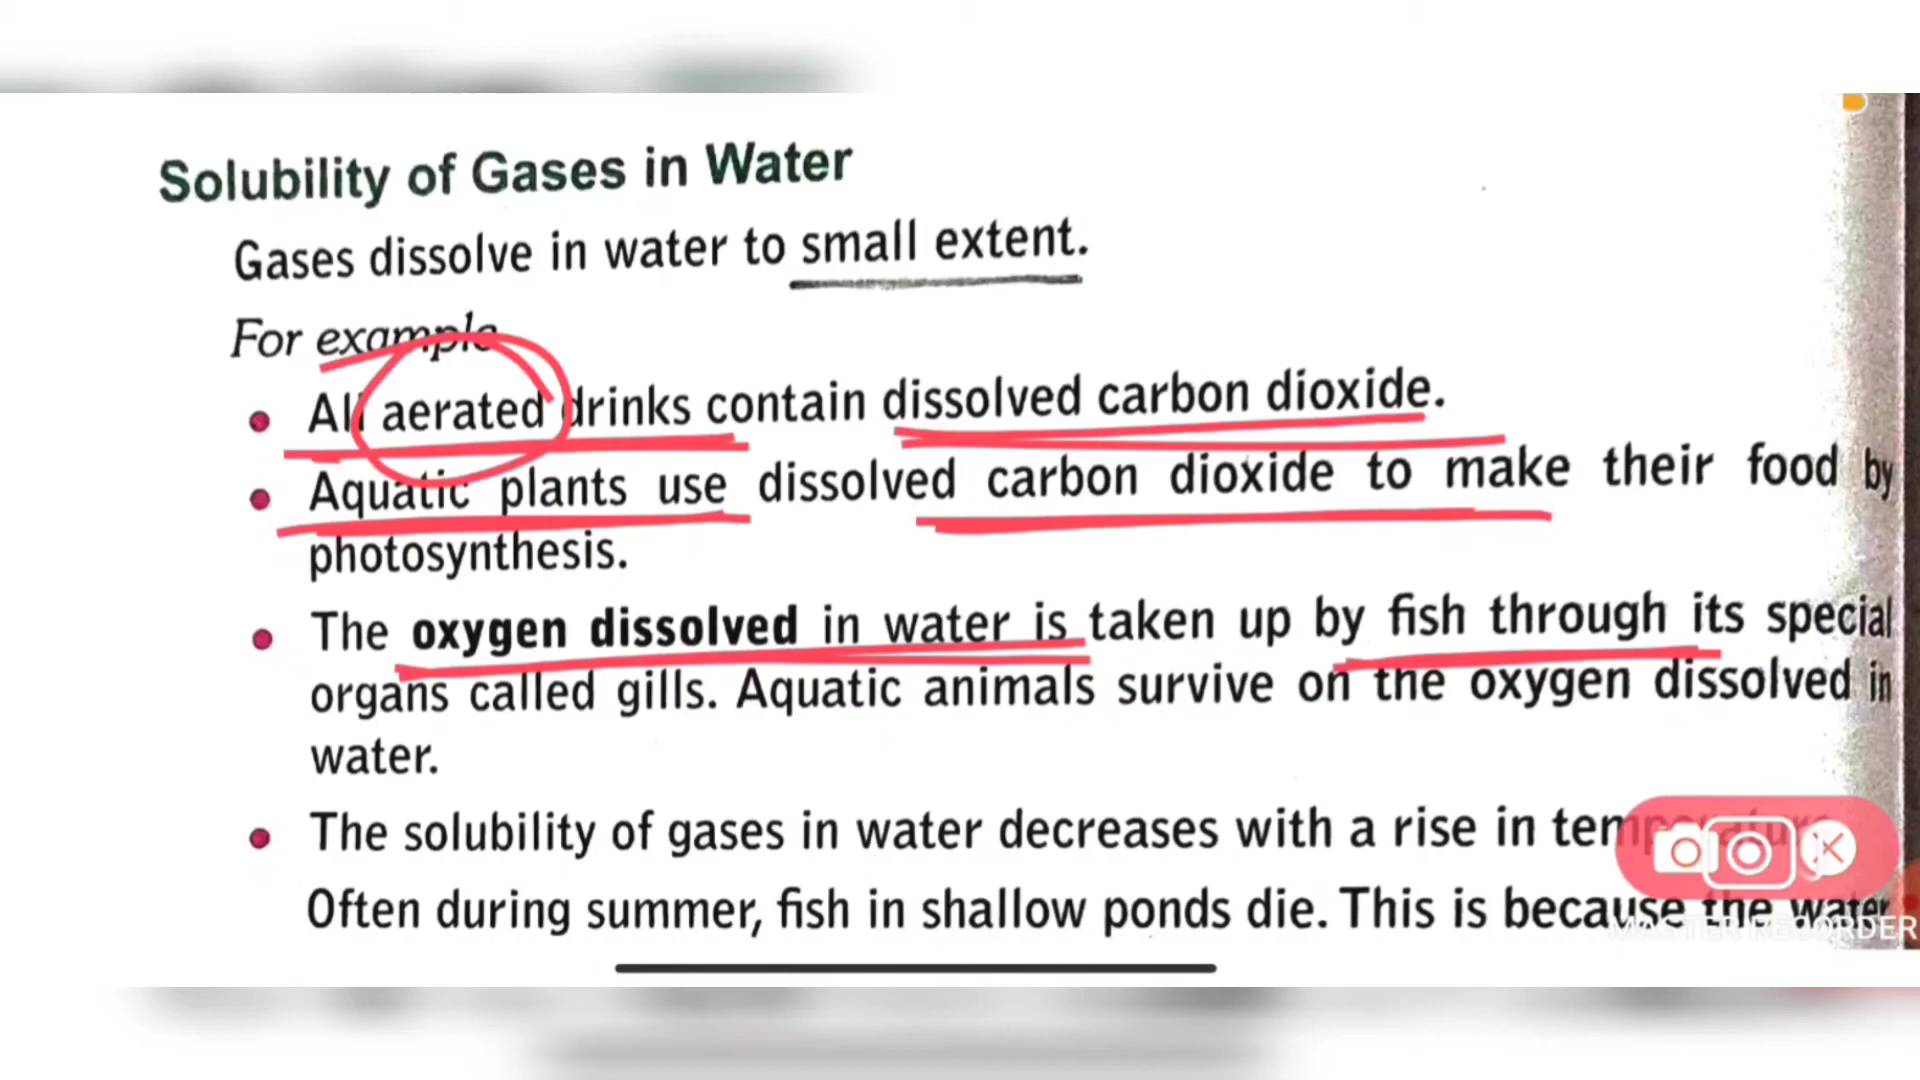 Solubility of Gases in Water
Gases dissolve in water to small extent.
For example
All aerated drinks contain dissolved carbon dioxide.
Aquatic plants use dissolved carbon dioxide to make their food by
photosynthesis.
The oxygen dissolved in water is taken up by fish through its special
organs called gills. Aquatic animals survive on the oxygen dissolved in
water.
The solubility of gases in water decreases with a rise in temperature.
Often during summer, fish in shallow ponds die. This is because the water
MASTER RECORDER